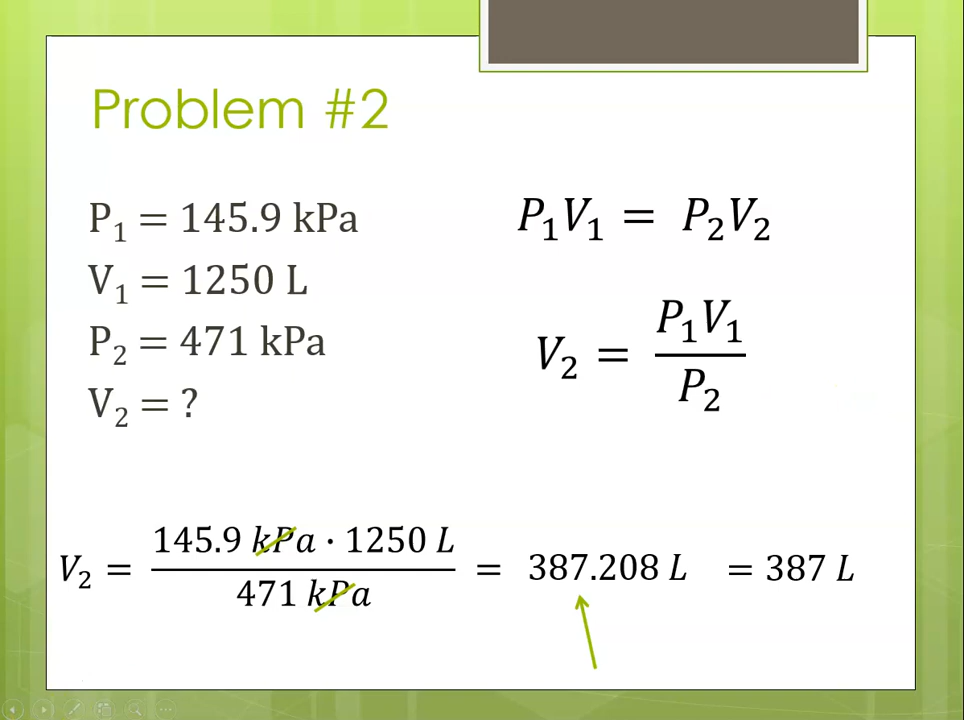 Problem #2
P₁ = 145.9 kPa
V₁ = 1250 L
P₂ = 471 kPa
V₂ = ?
P₁V₁ = P₂V₂
V₂ = P₁V₁ / P₂
V₂ = 145.9 kPa · 1250 L / 471 kPa = 387.208 L = 387 L